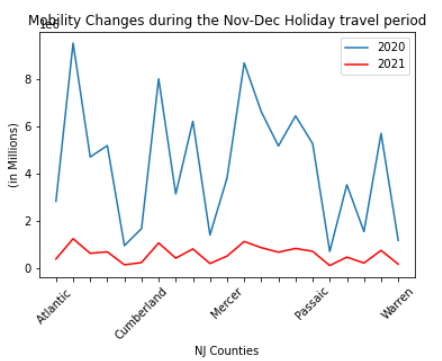 Mobility Changes during the Nov-Dec Holiday travel period
1e6
2020
2021
8
6
4
2
0
(in Millions)
Atlantic
Cumberland
Mercer
Passaic
Warren
NJ Counties